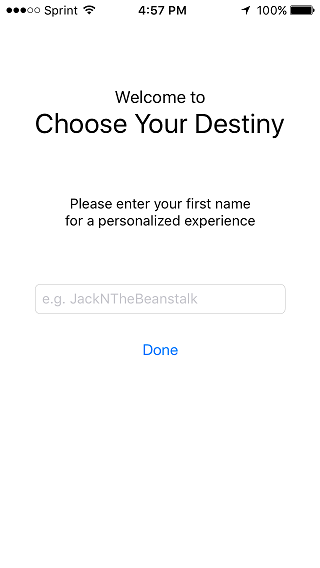 Sprint 4:57 PM 100%
Welcome to
Choose Your Destiny
Please enter your first name
for a personalized experience
e.g. JackNTheBeanstalk
Done